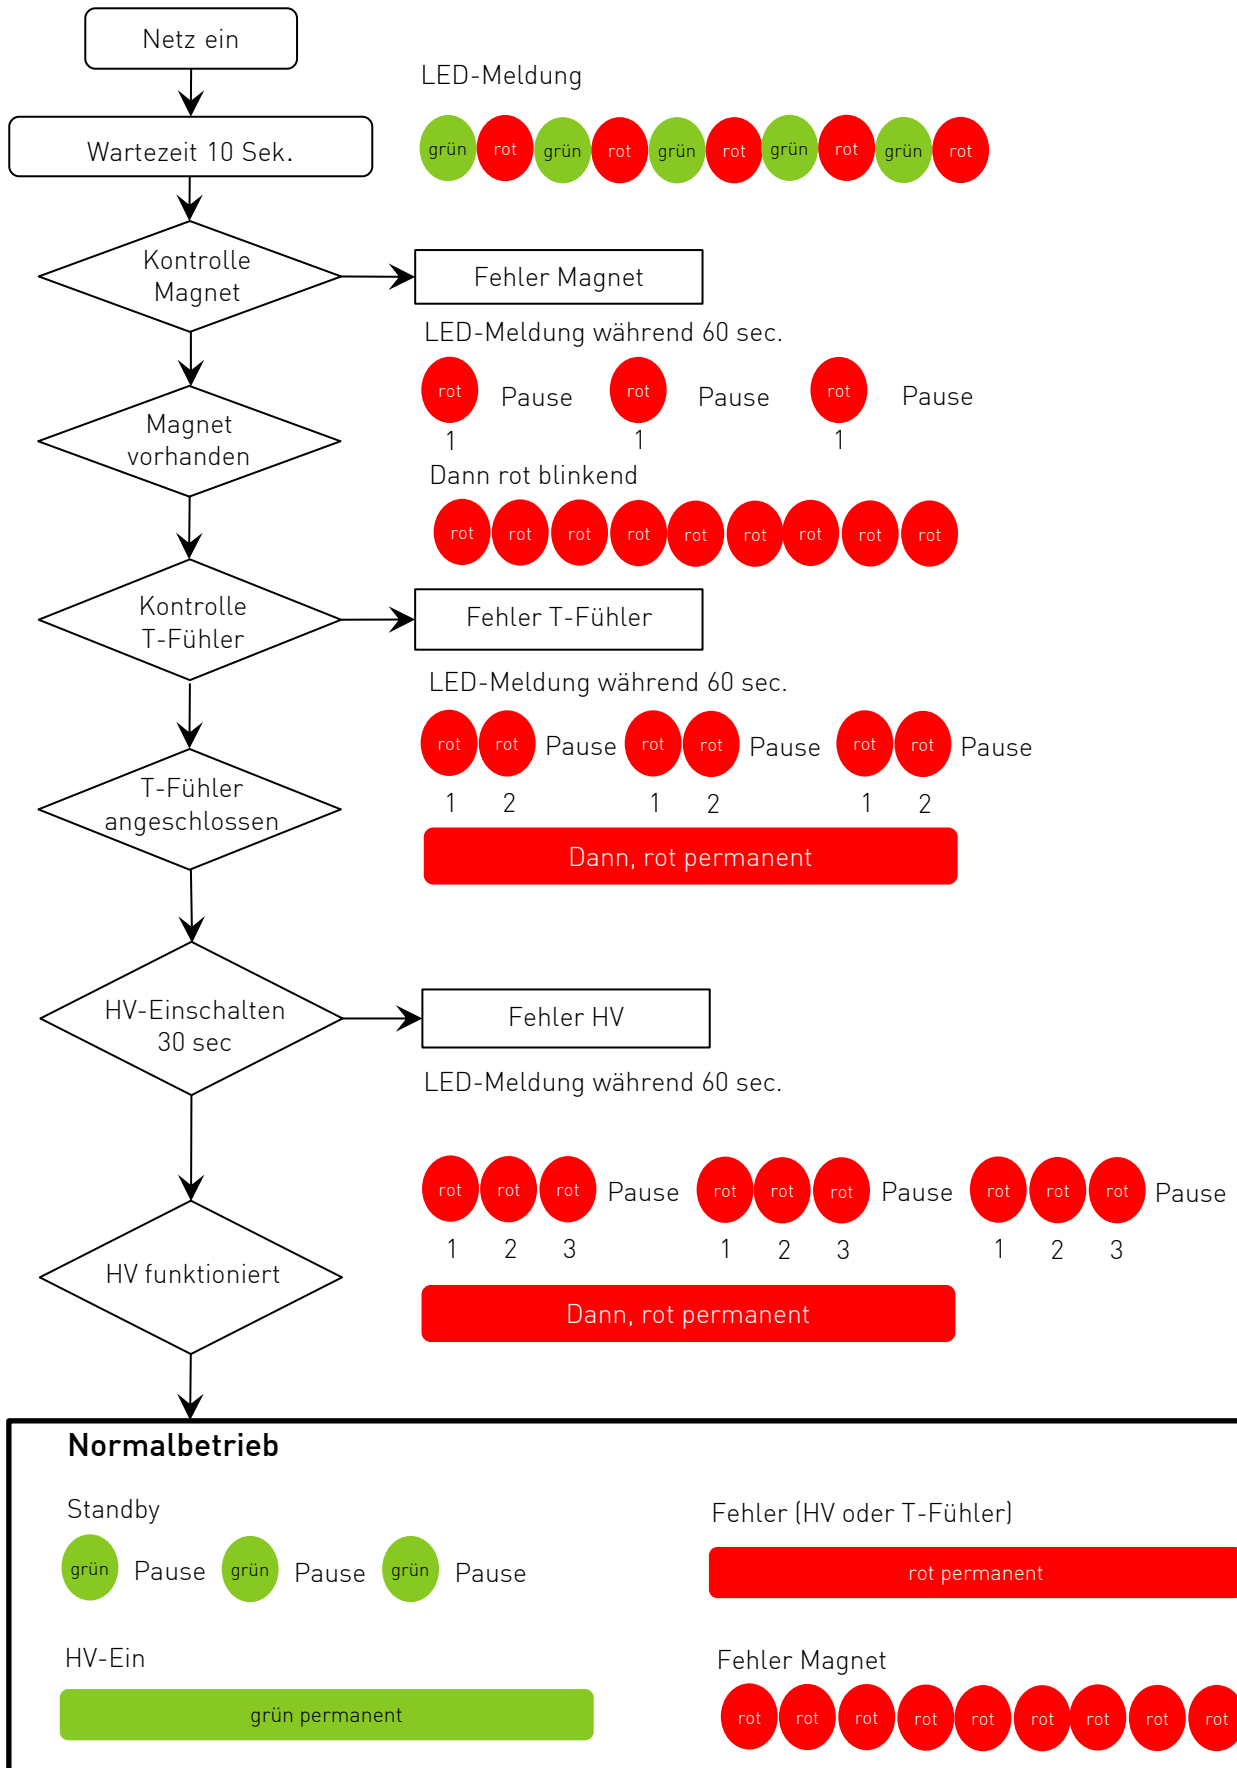 Netz ein
LED-Meldung
Wartezeit 10 Sek.
grün rot grün rot grün rot grün rot grün rot
Kontrolle
Magnet
Fehler Magnet
LED-Meldung während 60 sec.
rot Pause rot Pause rot Pause
1 1 1
Magnet
vorhanden
Dann rot blinkend
rot rot rot rot rot rot rot rot rot
Kontrolle
T-Fühler
Fehler T-Fühler
LED-Meldung während 60 sec.
rot rot Pause rot rot Pause rot rot Pause
1 2 1 2 1 2
T-Fühler
angeschlossen
Dann, rot permanent
HV-Einschalten
30 sec
Fehler HV
LED-Meldung während 60 sec.
rot rot rot Pause rot rot rot Pause rot rot rot Pause
1 2 3 1 2 3 1 2 3
HV funktioniert
Dann, rot permanent
Normalbetrieb
Standby
grün Pause grün Pause grün Pause
Fehler (HV oder T-Fühler)
rot permanent
HV-Ein
grün permanent
Fehler Magnet
rot rot rot rot rot rot rot rot rot